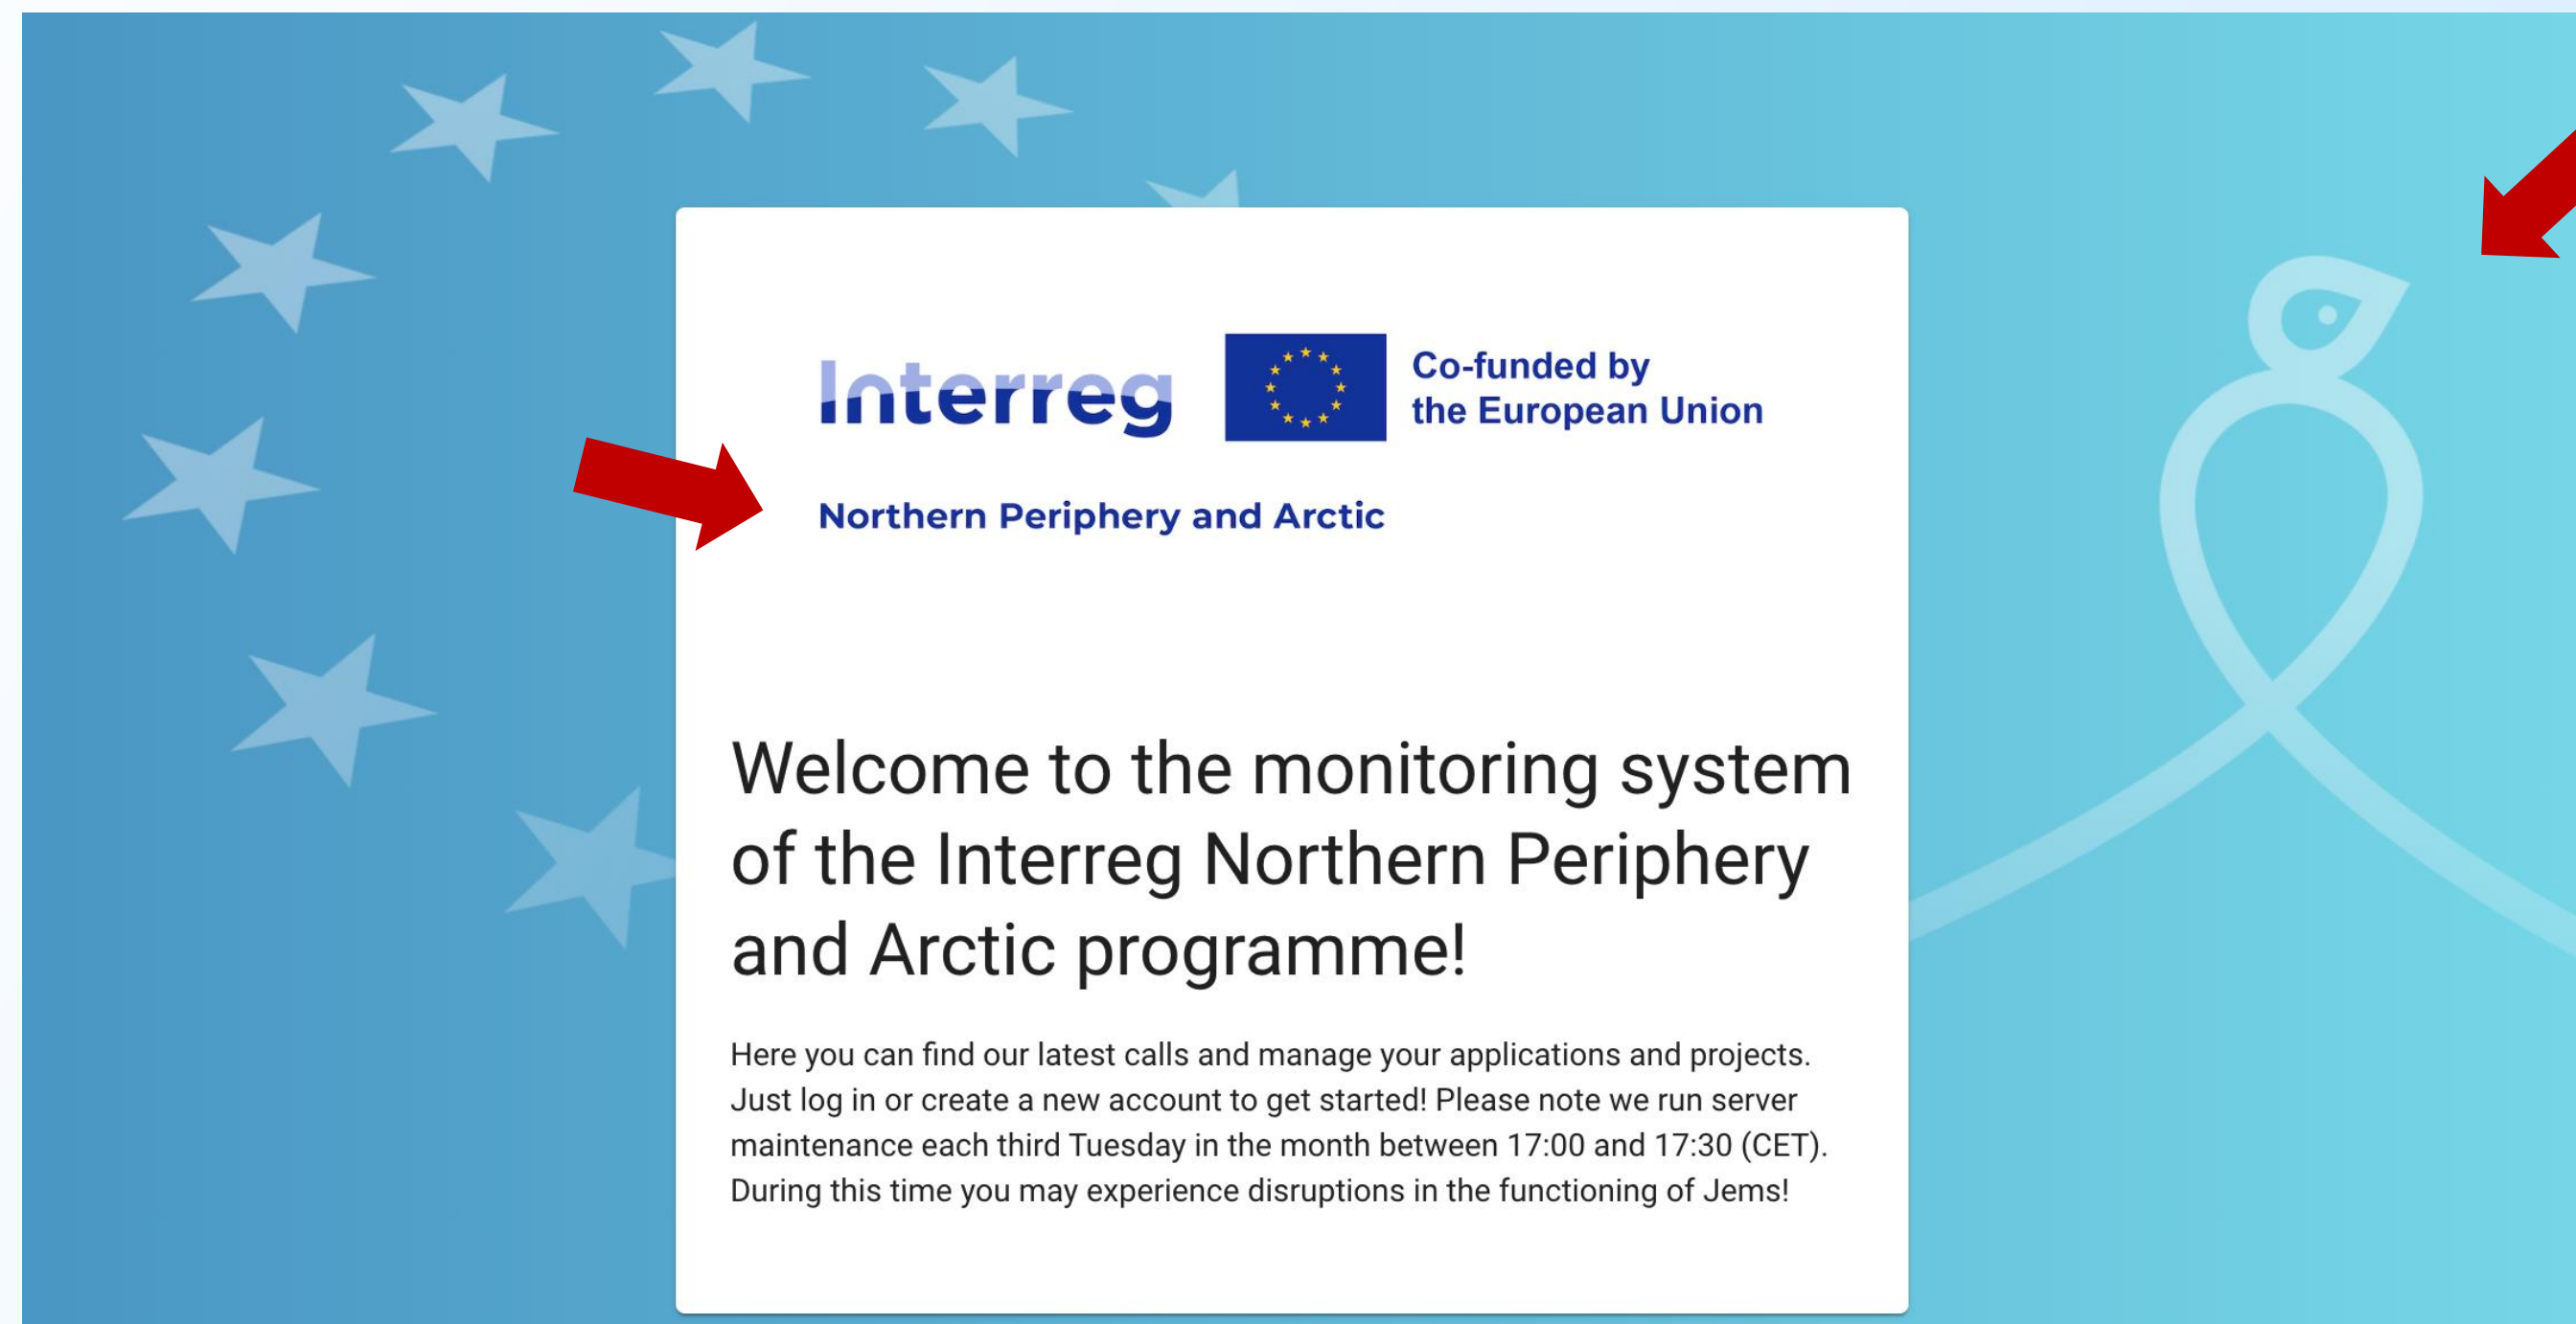 Interreg
Co-funded by
the European Union
Northern Periphery and Arctic
Welcome to the monitoring system
of the Interreg Northern Periphery
and Arctic programme!
Here you can find our latest calls and manage your applications and projects.
Just log in or create a new account to get started! Please note we run server
maintenance each third Tuesday in the month between 17:00 and 17:30 (CET).
During this time you may experience disruptions in the functioning of Jems!